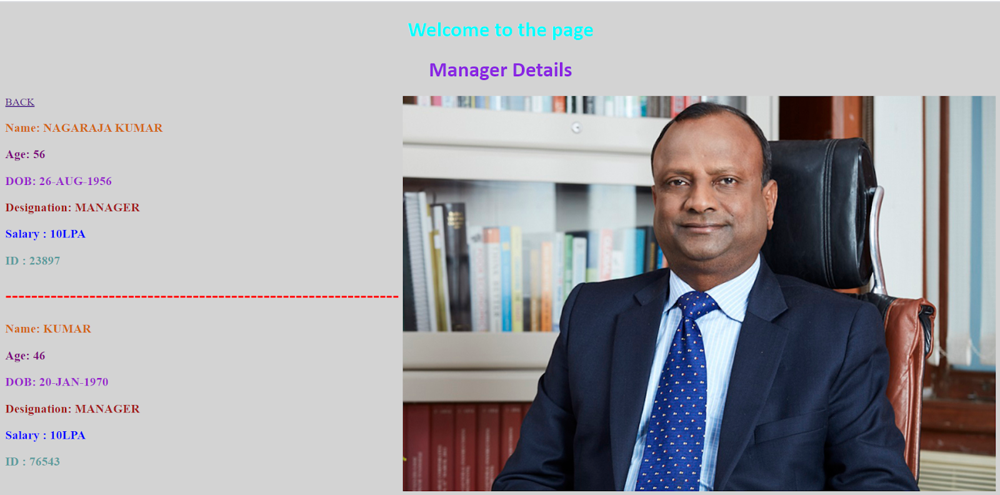 Welcome to the page
Manager Details
BACK
Name: NAGARAJA KUMAR
Age: 56
DOB: 26-AUG-1956
Designation: MANAGER
Salary : 10LPA
ID : 23897
Name: KUMAR
Age: 46
DOB: 20-JAN-1970
Designation: MANAGER
Salary : 10LPA
ID : 76543